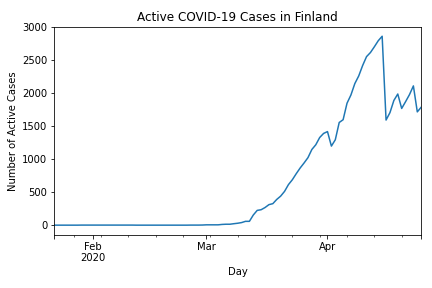 Active COVID-19 Cases in Finland
3000
2500
2000
1500
1000
500
0
Number of Active Cases
Feb
2020
Mar
Apr
Day